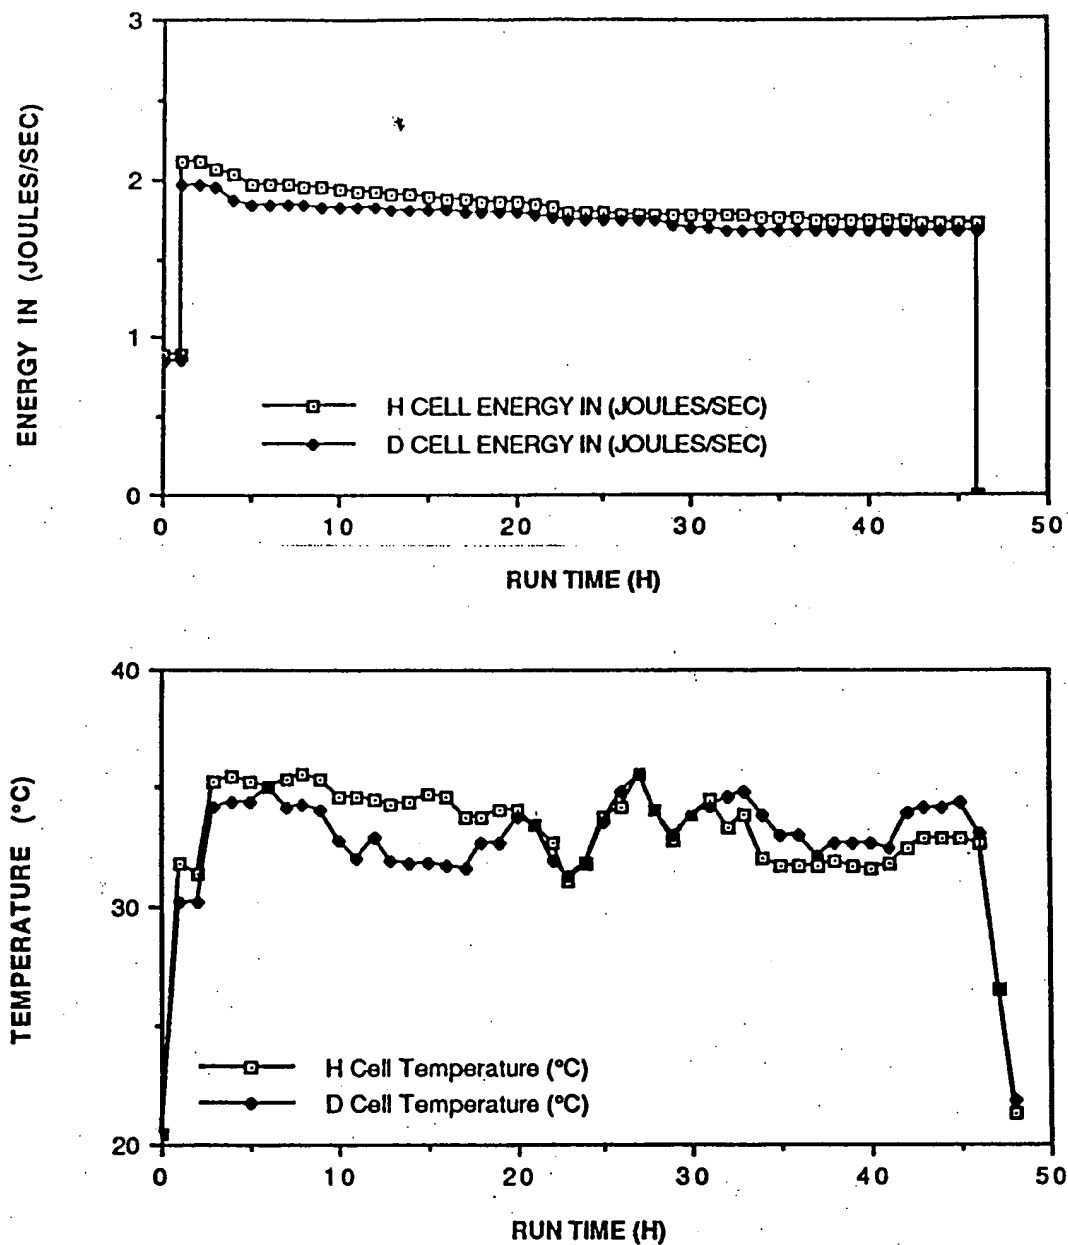 3
2
1
0
ENERGY IN (JOULES/SEC)
H CELL ENERGY IN (JOULES/SEC)
D CELL ENERGY IN (JOULES/SEC)
0 10 20 30 40 50
RUN TIME (H)
40
30
20
TEMPERATURE (°C)
H Cell Temperature (°C)
D Cell Temperature (°C)
0 10 20 30 40 50
RUN TIME (H)